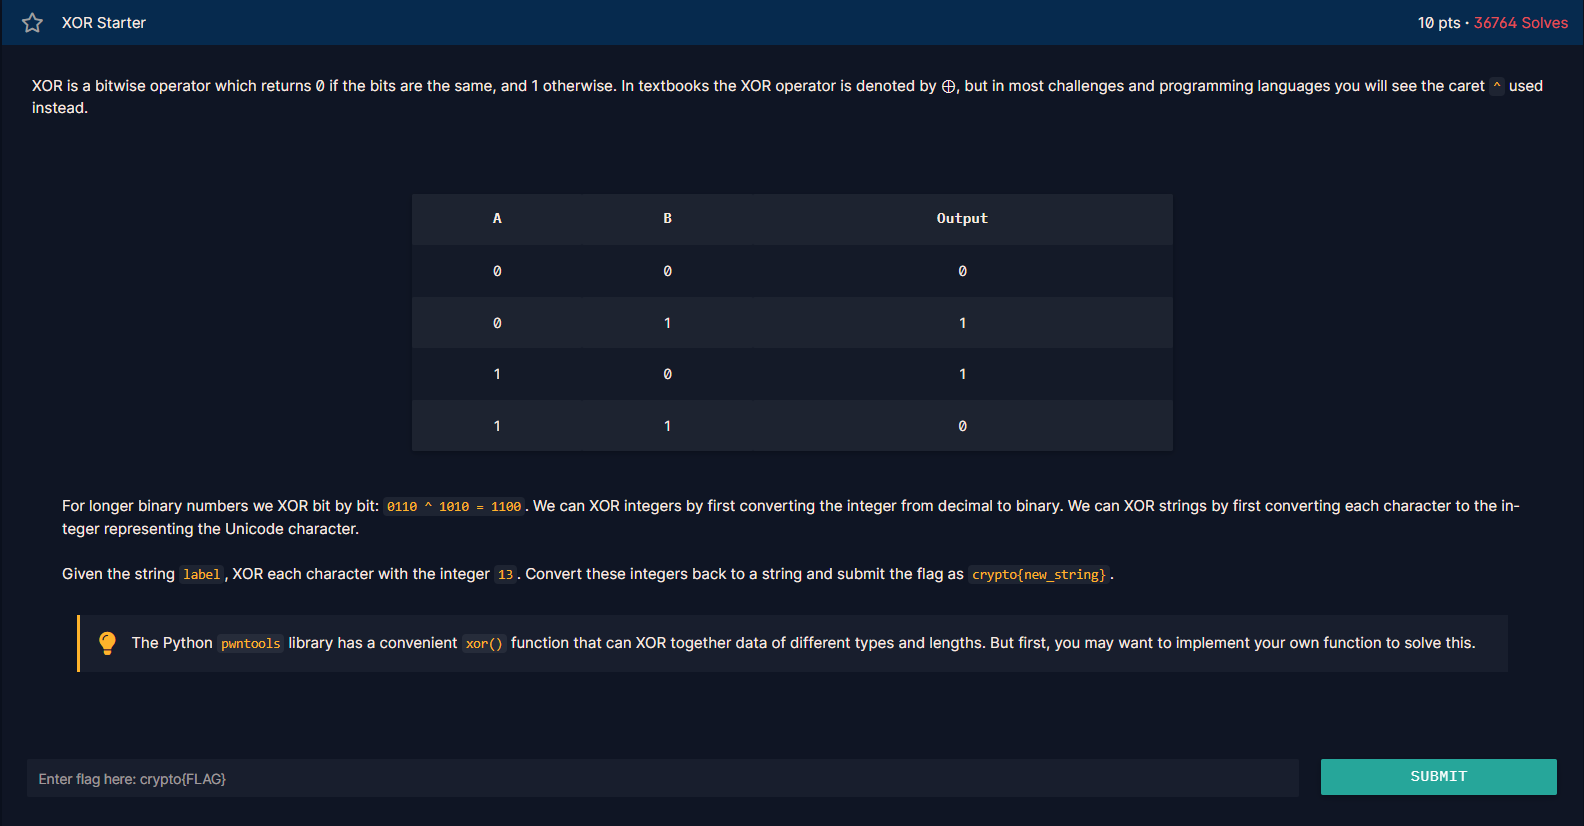 XOR Starter
10 pts · 36764 Solves
XOR is a bitwise operator which returns 0 if the bits are the same, and 1 otherwise. In textbooks the XOR operator is denoted by ⊕, but in most challenges and programming languages you will see the caret ^ used
instead.
A B Output
0 0 0
0 1 1
1 0 1
1 1 0
For longer binary numbers we XOR bit by bit: 0110 ^ 1010 = 1100. We can XOR integers by first converting the integer from decimal to binary. We can XOR strings by first converting each character to the in-
teger representing the Unicode character.
Given the string label, XOR each character with the integer 13. Convert these integers back to a string and submit the flag as crypto{new_string}.
The Python pwntools library has a convenient xor() function that can XOR together data of different types and lengths. But first, you may want to implement your own function to solve this.
Enter flag here: crypto{FLAG}
SUBMIT